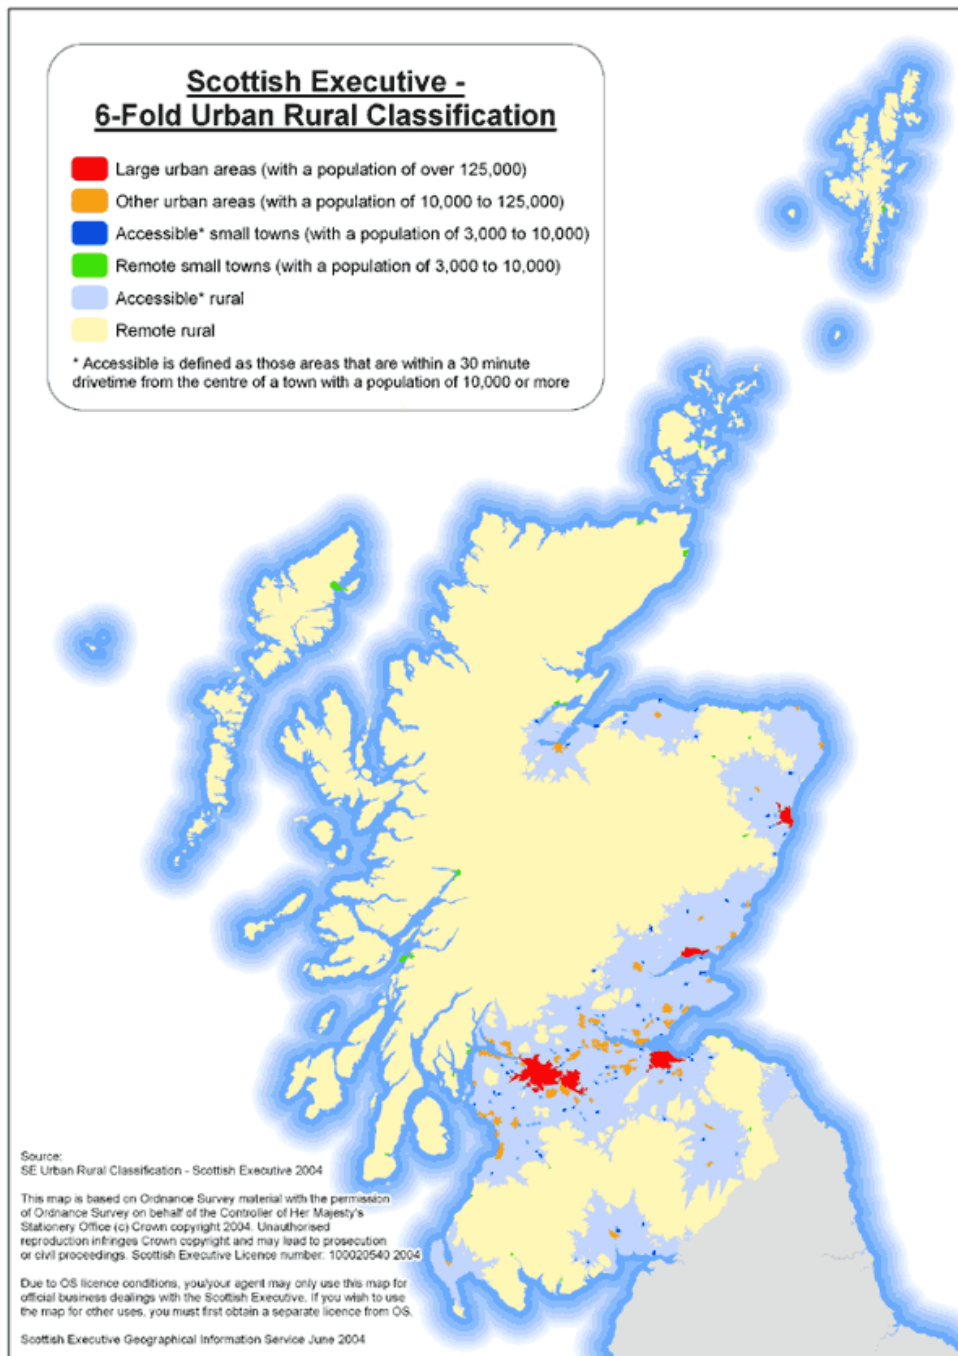 Scottish Executive -
6-Fold Urban Rural Classification
Large urban areas (with a population of over 125,000)
Other urban areas (with a population of 10,000 to 125,000)
Accessible* small towns (with a population of 3,000 to 10,000)
Remote small towns (with a population of 3,000 to 10,000)
Accessible* rural
Remote rural
* Accessible is defined as those areas that are within a 30 minute
drivetime from the centre of a town with a population of 10,000 or more
Source:
SE Urban Rural Classification - Scottish Executive 2004
This map is based on Ordnance Survey material with the permission
of Ordnance Survey on behalf of the Controller of Her Majesty's
Stationery Office (c) Crown copyright 2004. Unauthorised
reproduction infringes Crown copyright and may lead to prosecution
or civil proceedings. Scottish Executive Licence number: 100020540 2004
Due to OS licence conditions, you/your agent may only use this map for
official business dealings with the Scottish Executive. If you wish to use
the map for other uses, you must first obtain a separate licence from OS.
Scottish Executive Geographical Information Service June 2004